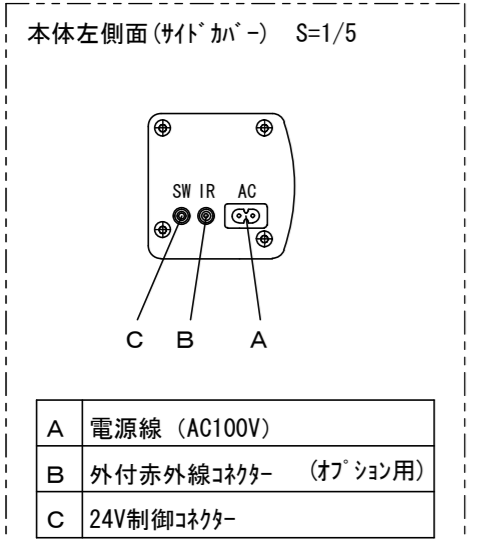 本体左側面(ｻｲﾄﾞｶﾊﾞｰ) S=1/5
SW IR AC
C B A
A 電源線 (AC100V)
B 外付赤外線ｺﾈｸﾀｰ (ｵﾌﾟｼｮﾝ用)
C 24V制御ｺﾈｸﾀｰ